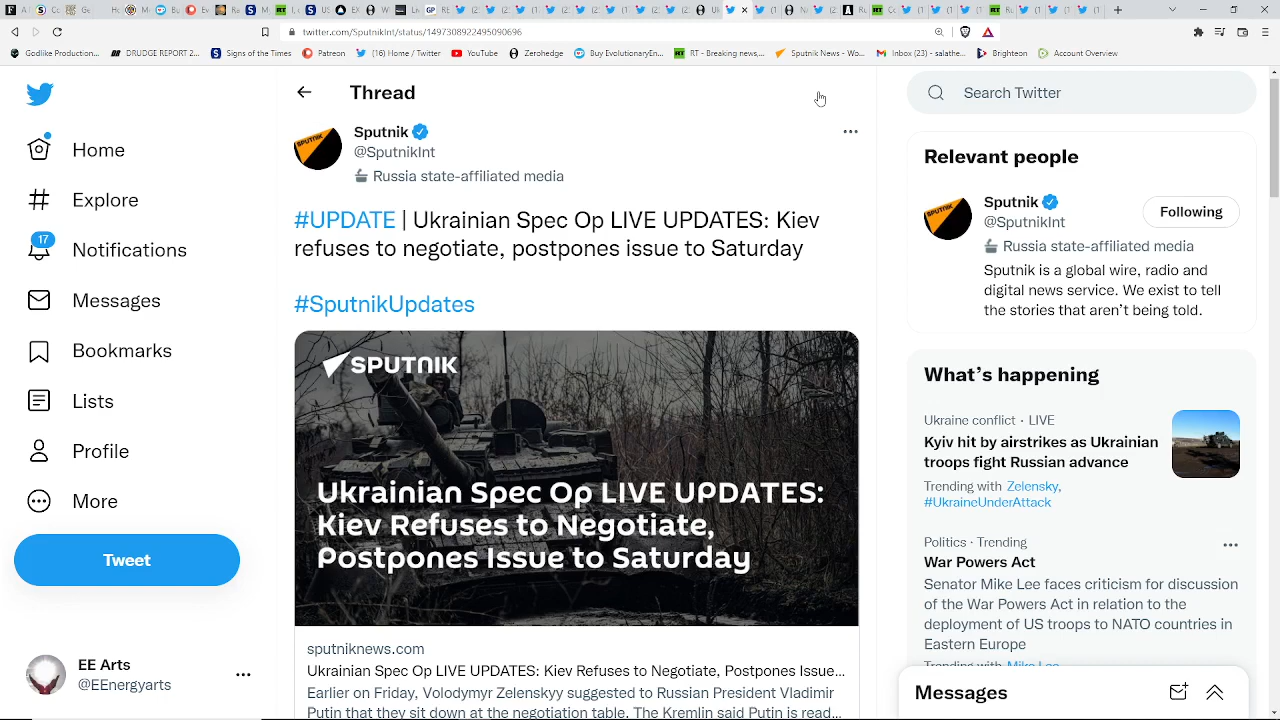 twitter.com/SputnikInt/status/1497308922495090696
Godlike Production...
DRUDGE REPORT 2...
Signs of the Times
Patreon
(16) Home / Twitter
YouTube
Zerohedge
Buy EvolutionaryEn...
RT - Breaking news,...
Sputnik News - Wo...
Inbox (23) - salathe...
Brighteon
Account Overview
Home
Explore
17
Notifications
Messages
Bookmarks
Lists
Profile
More
Tweet
EE Arts
@EEnergyarts
Thread
SPUTNIK
Sputnik
@SputnikInt
Russia state-affiliated media
#UPDATE | Ukrainian Spec Op LIVE UPDATES: Kiev
refuses to negotiate, postpones issue to Saturday
#SputnikUpdates
SPUTNIK
Ukrainian Spec Op LIVE UPDATES:
Kiev Refuses to Negotiate,
Postpones Issue to Saturday
sputniknews.com
Ukrainian Spec Op LIVE UPDATES: Kiev Refuses to Negotiate, Postpones Issue...
Earlier on Friday, Volodymyr Zelenskyy suggested to Russian President Vladimir
Putin that they sit down at the negotiation table. The Kremlin said Putin is read...
Search Twitter
Relevant people
SPUTNIK
Sputnik
@SputnikInt
Following
Russia state-affiliated media
Sputnik is a global wire, radio and
digital news service. We exist to tell
the stories that aren't being told.
What's happening
Ukraine conflict · LIVE
Kyiv hit by airstrikes as Ukrainian
troops fight Russian advance
Trending with Zelensky,
#UkraineUnderAttack
Politics · Trending
War Powers Act
Senator Mike Lee faces criticism for discussion
of the War Powers Act in relation to the
deployment of US troops to NATO countries in
Eastern Europe
Trending with Mike Lee
Messages